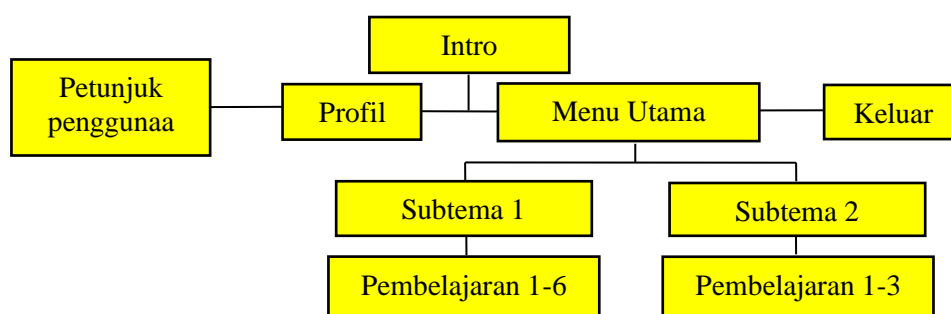 Intro
Petunjuk
penggunaa
Profil
Menu Utama
Keluar
Subtema 1
Subtema 2
Pembelajaran 1-6
Pembelajaran 1-3